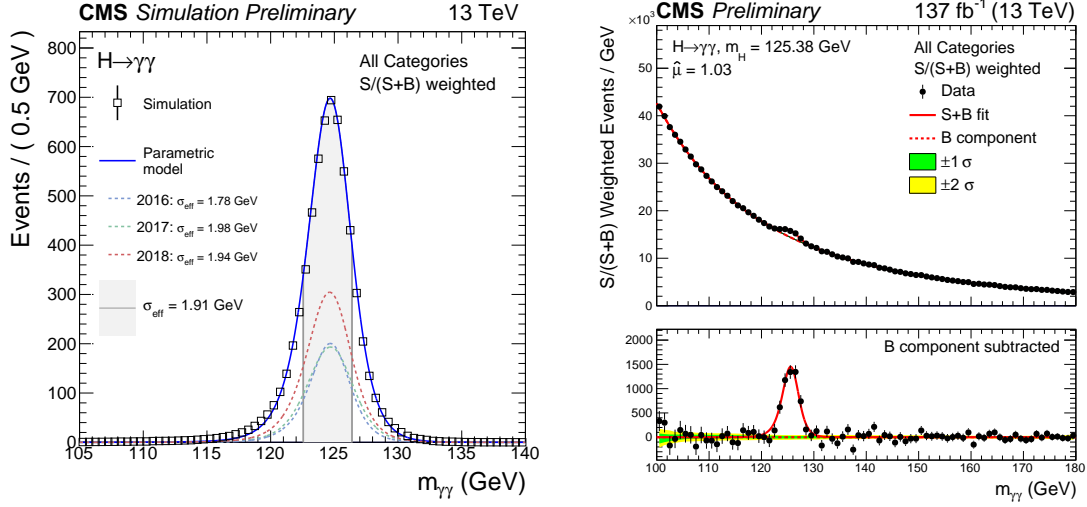 CMS Simulation Preliminary 13 TeV
Events / ( 0.5 GeV )
800
700
600
500
400
300
200
100
0
H→γγ
All Categories
S/(S+B) weighted
Simulation
Parametric
model
2016: σeff = 1.78 GeV
2017: σeff = 1.98 GeV
2018: σeff = 1.94 GeV
σeff = 1.91 GeV
105 110 115 120 125 130 135 140
mγγ (GeV)
CMS Preliminary 137 fb⁻¹ (13 TeV)
×10³
S/(S+B) Weighted Events / GeV
60
40
20
0
H→γγ, mH = 125.38 GeV
μ̂ = 1.03
All Categories
S/(S+B) weighted
Data
S+B fit
B component
±1 σ
±2 σ
B component subtracted
2000
1500
1000
500
0
100 110 120 130 140 150 160 170 180
mγγ (GeV)